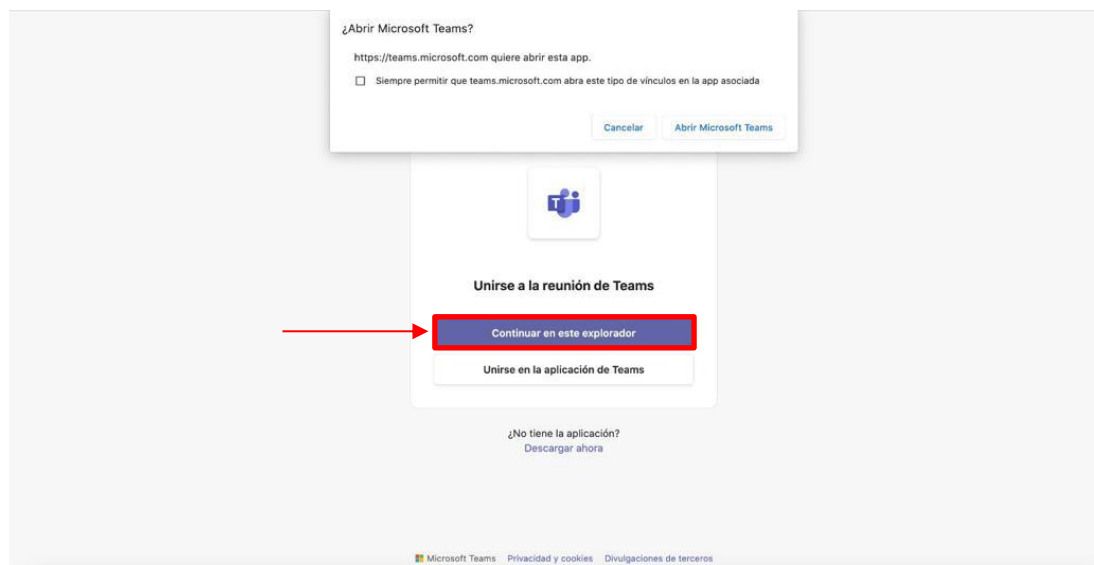 ¿Abrir Microsoft Teams?
https://teams.microsoft.com quiere abrir esta app.
Siempre permitir que teams.microsoft.com abra este tipo de vínculos en la app asociada
Cancelar Abrir Microsoft Teams
T
Unirse a la reunión de Teams
Continuar en este explorador
Unirse en la aplicación de Teams
¿No tiene la aplicación?
Descargar ahora
Microsoft Teams Privacidad y cookies Divulgaciones de terceros